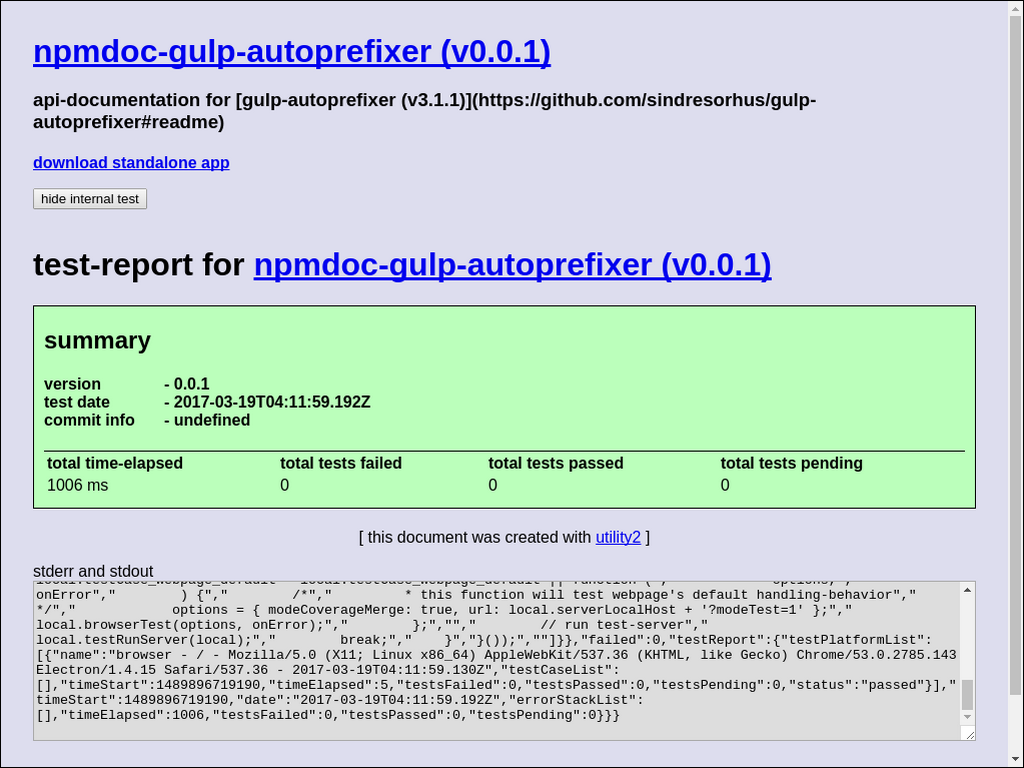 npmdoc-gulp-autoprefixer (v0.0.1)
api-documentation for [gulp-autoprefixer (v3.1.1)](https://github.com/sindresorhus/gulp-
autoprefixer#readme)
download standalone app
hide internal test
test-report for npmdoc-gulp-autoprefixer (v0.0.1)
summary
version - 0.0.1
test date - 2017-03-19T04:11:59.192Z
commit info - undefined
total time-elapsed total tests failed total tests passed total tests pending
1006 ms 0 0 0
[ this document was created with utility2 ]
stderr and stdout
local.testCase_webpage_default = local.testCase_webpage_default || function (","            options,","
onError","        ) {","        /*","         * this function will test webpage's default handling-behavior","
*/","            options = { modeCoverageMerge: true, url: local.serverLocalHost + '?modeTest=1' };","
local.browserTest(options, onError);","        };","","        // run test-server","
local.testRunServer(local);","        break;","    }","}());",""]}},"failed":0,"testReport":{"testPlatformList":
[{"name":"browser - / - Mozilla/5.0 (X11; Linux x86_64) AppleWebKit/537.36 (KHTML, like Gecko) Chrome/53.0.2785.143
Electron/1.4.15 Safari/537.36 - 2017-03-19T04:11:59.130Z","testCaseList":
[],"timeStart":1489896719190,"timeElapsed":5,"testsFailed":0,"testsPassed":0,"testsPending":0,"status":"passed"}],"
timeStart":1489896719190,"date":"2017-03-19T04:11:59.192Z","errorStackList":
[],"timeElapsed":1006,"testsFailed":0,"testsPassed":0,"testsPending":0}}}